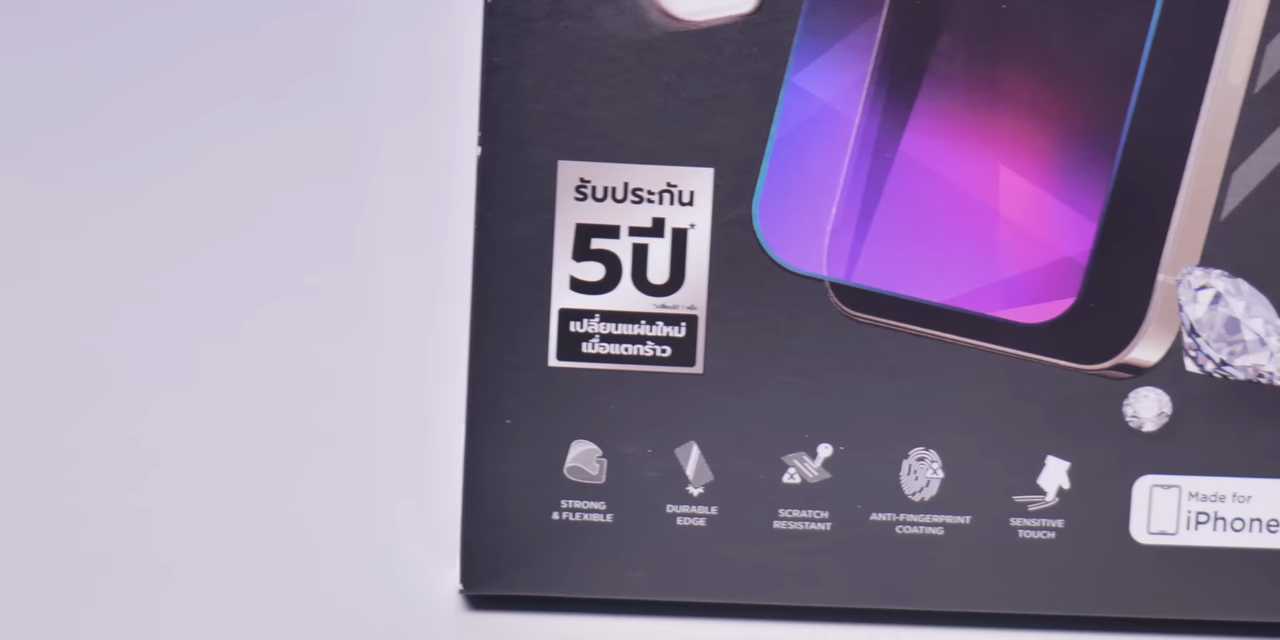 รับประกัน
5ปี*
เปลี่ยนแผ่นใหม่
เมื่อแตกร้าว
STRONG
& FLEXIBLE
DURABLE
EDGE
SCRATCH
RESISTANT
ANTI-FINGERPRINT
COATING
SENSITIVE
TOUCH
Made for
iPhone